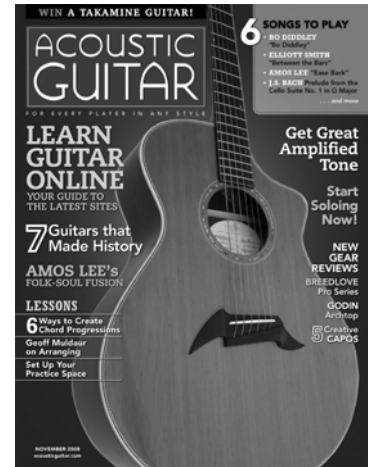 WIN A TAKAMINE GUITAR!
ACOUSTIC
GUITAR
FOR EVERY PLAYER IN ANY STYLE
6 SONGS TO PLAY
• BO DIDDLEY
"Bo Diddley"
• ELLIOTT SMITH
"Between the Bars"
• AMOS LEE "Ease Back"
• J.S. BACH Prelude from the
Cello Suite No. 1 in G Major
. . . and more
LEARN
GUITAR
ONLINE
YOUR GUIDE TO
THE LATEST SITES
7 Guitars that
Made History
AMOS LEE's
FOLK-SOUL FUSION
LESSONS
6 Ways to Create
Chord Progressions
Geoff Muldaur
on Arranging
Set Up Your
Practice Space
Get Great
Amplified
Tone
Start
Soloing
Now!
NEW
GEAR
REVIEWS
BREEDLOVE
Pro Series
GODIN
Archtop
5 Creative
CAPOS
NOVEMBER 2008
acousticguitar.com